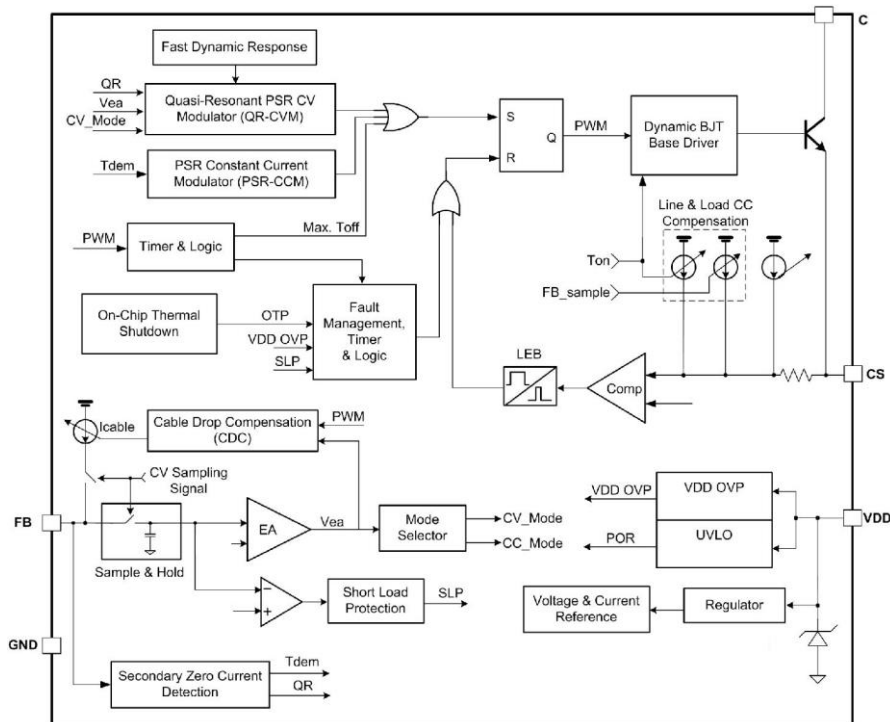 C
Fast Dynamic Response
QR
Vea
CV_Mode
Quasi-Resonant PSR CV
Modulator (QR-CVM)
Tdem
PSR Constant Current
Modulator (PSR-CCM)
S
R
Q
PWM
Dynamic BJT
Base Driver
Line & Load CC
Compensation
PWM
Timer & Logic
Max. Toff
Ton
FB_sample
On-Chip Thermal
Shutdown
OTP
VDD OVP
SLP
Fault
Management,
Timer
& Logic
LEB
Comp
CS
Icable
Cable Drop Compensation
(CDC)
PWM
CV Sampling
Signal
FB
Sample & Hold
EA
Vea
Mode
Selector
CV_Mode
CC_Mode
VDD OVP
POR
VDD OVP
UVLO
VDD
−
+
Short Load
Protection
SLP
Voltage & Current
Reference
Regulator
GND
Secondary Zero Current
Detection
Tdem
QR